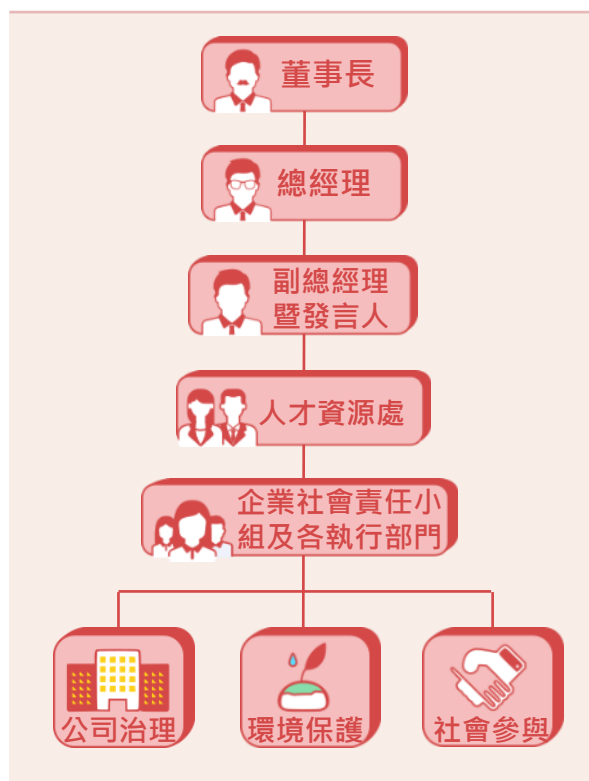 董事長
總經理
副總經理
暨發言人
人才資源處
企業社會責任小
組及各執行部門
公司治理
環境保護
社會參與